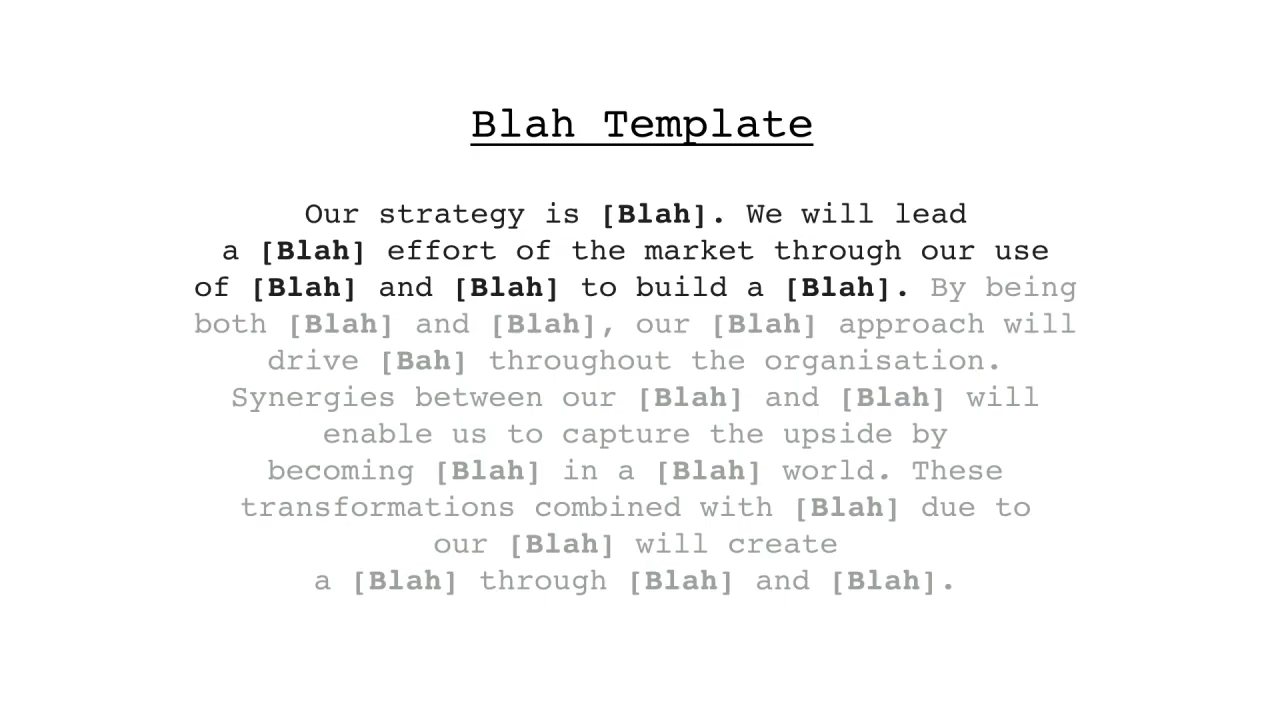 Blah Template
Our strategy is [Blah]. We will lead
a [Blah] effort of the market through our use
of [Blah] and [Blah] to build a [Blah]. By being
both [Blah] and [Blah], our [Blah] approach will
drive [Bah] throughout the organisation.
Synergies between our [Blah] and [Blah] will
enable us to capture the upside by
becoming [Blah] in a [Blah] world. These
transformations combined with [Blah] due to
our [Blah] will create
a [Blah] through [Blah] and [Blah].